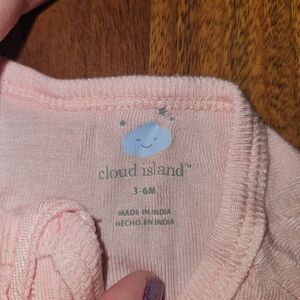 cloud island™
3-6M
MADE IN INDIA
HECHO EN INDIA